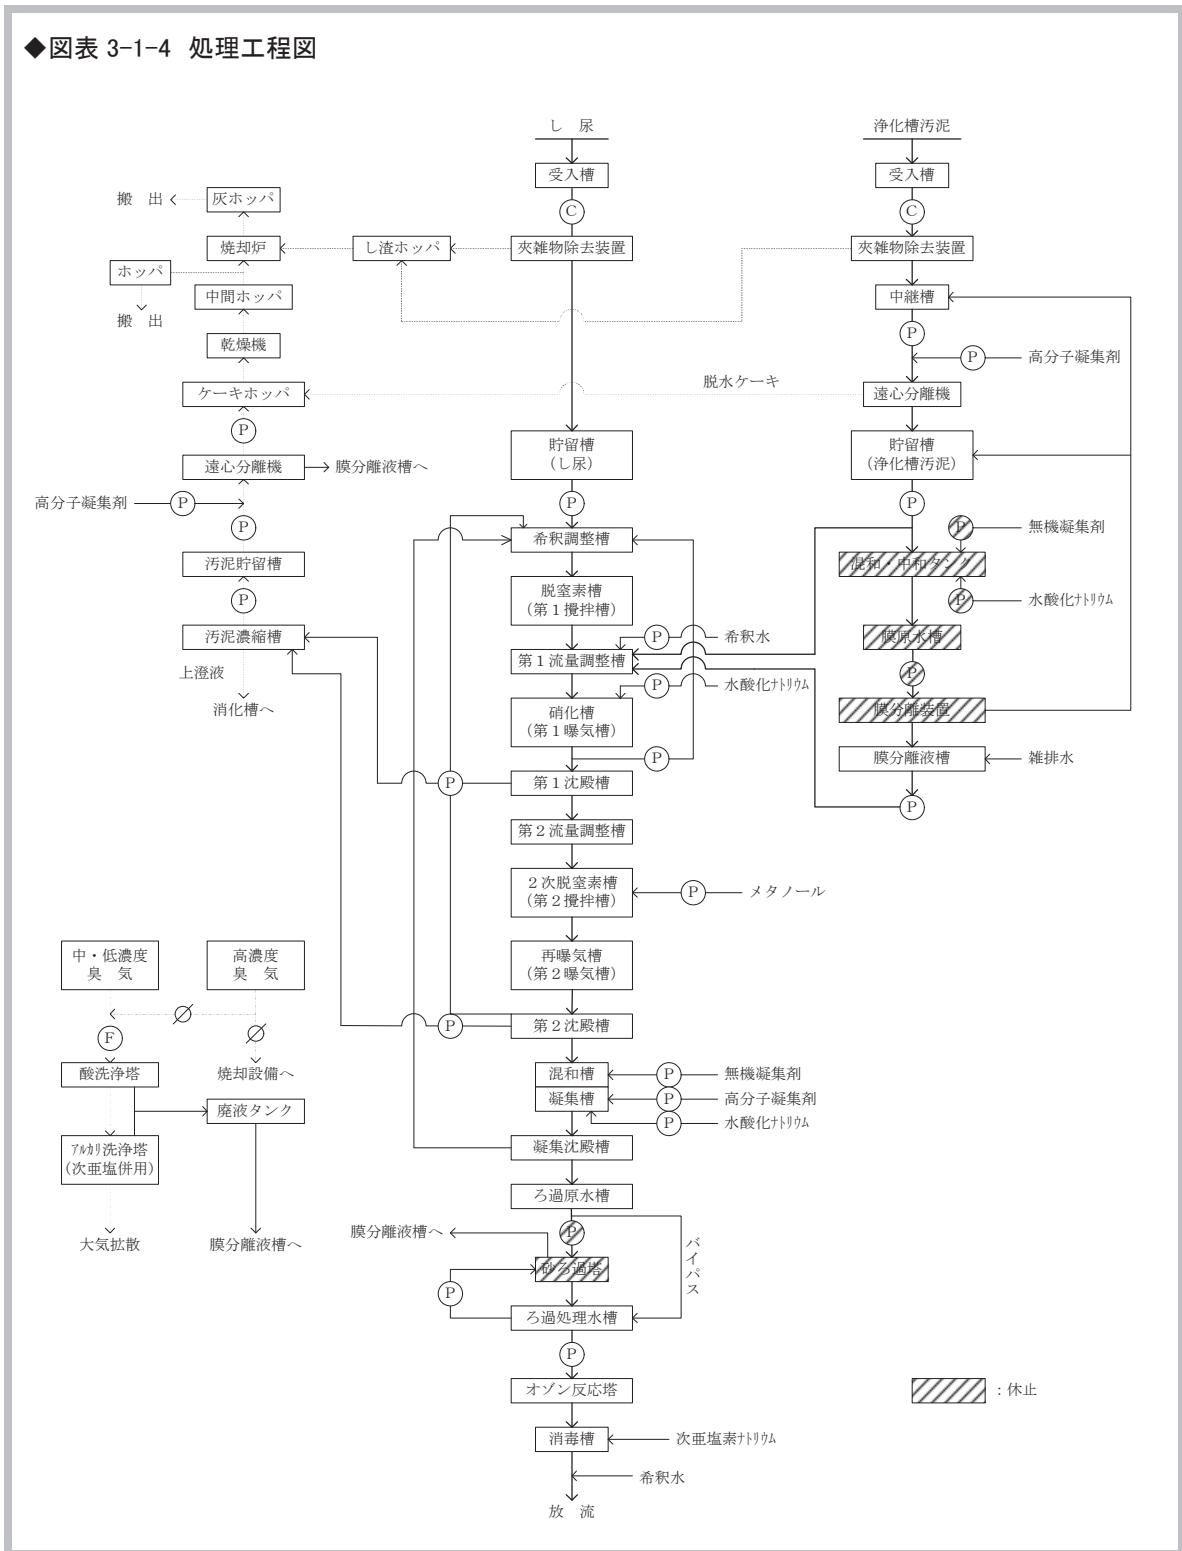 ◆図表 3-1-4 処理工程図
し 尿
浄化槽汚泥
受入槽
受入槽
C
C
搬 出
灰ホッパ
焼却炉
し渣ホッパ
夾雑物除去装置
夾雑物除去装置
ホッパ
中間ホッパ
中継槽
搬 出
P
乾燥機
P
高分子凝集剤
脱水ケーキ
ケーキホッパ
遠心分離機
P
貯留槽
(し尿)
貯留槽
(浄化槽汚泥)
遠心分離機
膜分離液槽へ
高分子凝集剤
P
P
P
P
P
無機凝集剤
希釈調整槽
汚泥貯留槽
混和・中和タンク
脱窒素槽
(第1攪拌槽)
P
P
水酸化ナトリウム
汚泥濃縮槽
P
希釈水
膜原水槽
第1流量調整槽
上澄液
P
P
水酸化ナトリウム
消化槽へ
硝化槽
(第1曝気槽)
膜分離装置
P
膜分離液槽
雑排水
P
第1沈殿槽
P
第2流量調整槽
2次脱窒素槽
(第2攪拌槽)
P
メタノール
中・低濃度
臭 気
高濃度
臭 気
再曝気槽
(第2曝気槽)
F
P
第2沈殿槽
酸洗浄塔
焼却設備へ
混和槽
P
無機凝集剤
廃液タンク
凝集槽
P
高分子凝集剤
P
水酸化ナトリウム
アルカリ洗浄塔
(次亜塩併用)
凝集沈殿槽
ろ過原水槽
大気拡散
膜分離液槽へ
膜分離液槽へ
P
バイパス
砂ろ過塔
P
ろ過処理水槽
P
オゾン反応塔
:休止
消毒槽
次亜塩素ナトリウム
希釈水
放 流